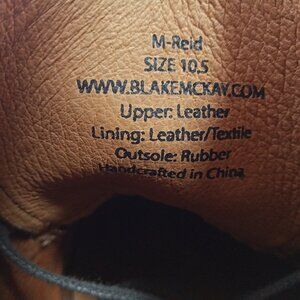 M-Reid
SIZE 10.5
WWW.BLAKEMCKAY.COM
Upper: Leather
Lining: Leather/Textile
Outsole: Rubber
Handcrafted in China